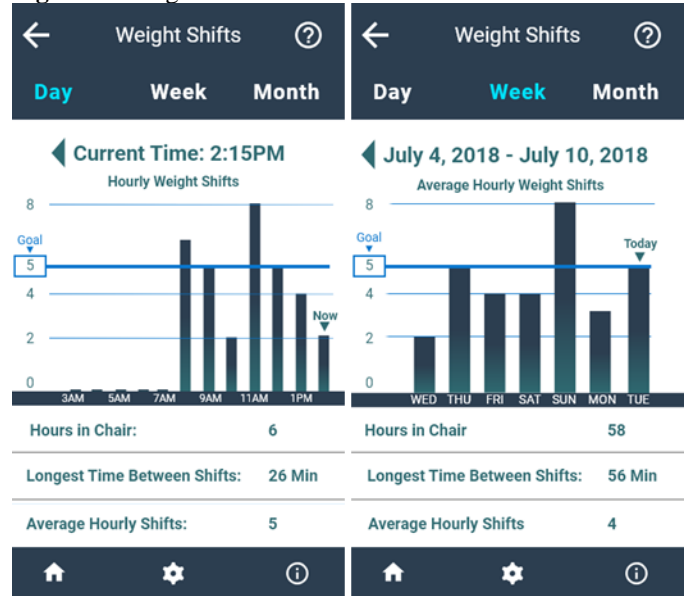 Weight Shifts ?
Day Week Month
Current Time: 2:15PM
Hourly Weight Shifts
8
Goal
5
4
Now
2
0
3AM 5AM 7AM 9AM 11AM 1PM
Hours in Chair: 6
Longest Time Between Shifts: 26 Min
Average Hourly Shifts: 5
Weight Shifts ?
Day Week Month
July 4, 2018 - July 10, 2018
Average Hourly Weight Shifts
8
Goal
Today
5
4
2
0
WED THU FRI SAT SUN MON TUE
Hours in Chair 58
Longest Time Between Shifts: 56 Min
Average Hourly Shifts 4